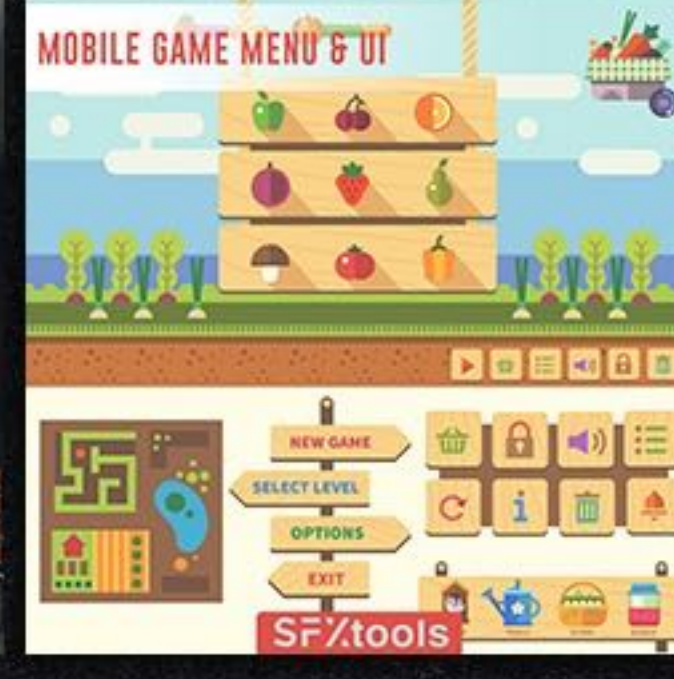 MOBILE GAME MENU & UI
NEW GAME
SELECT LEVEL
OPTIONS
EXIT
SFXtools